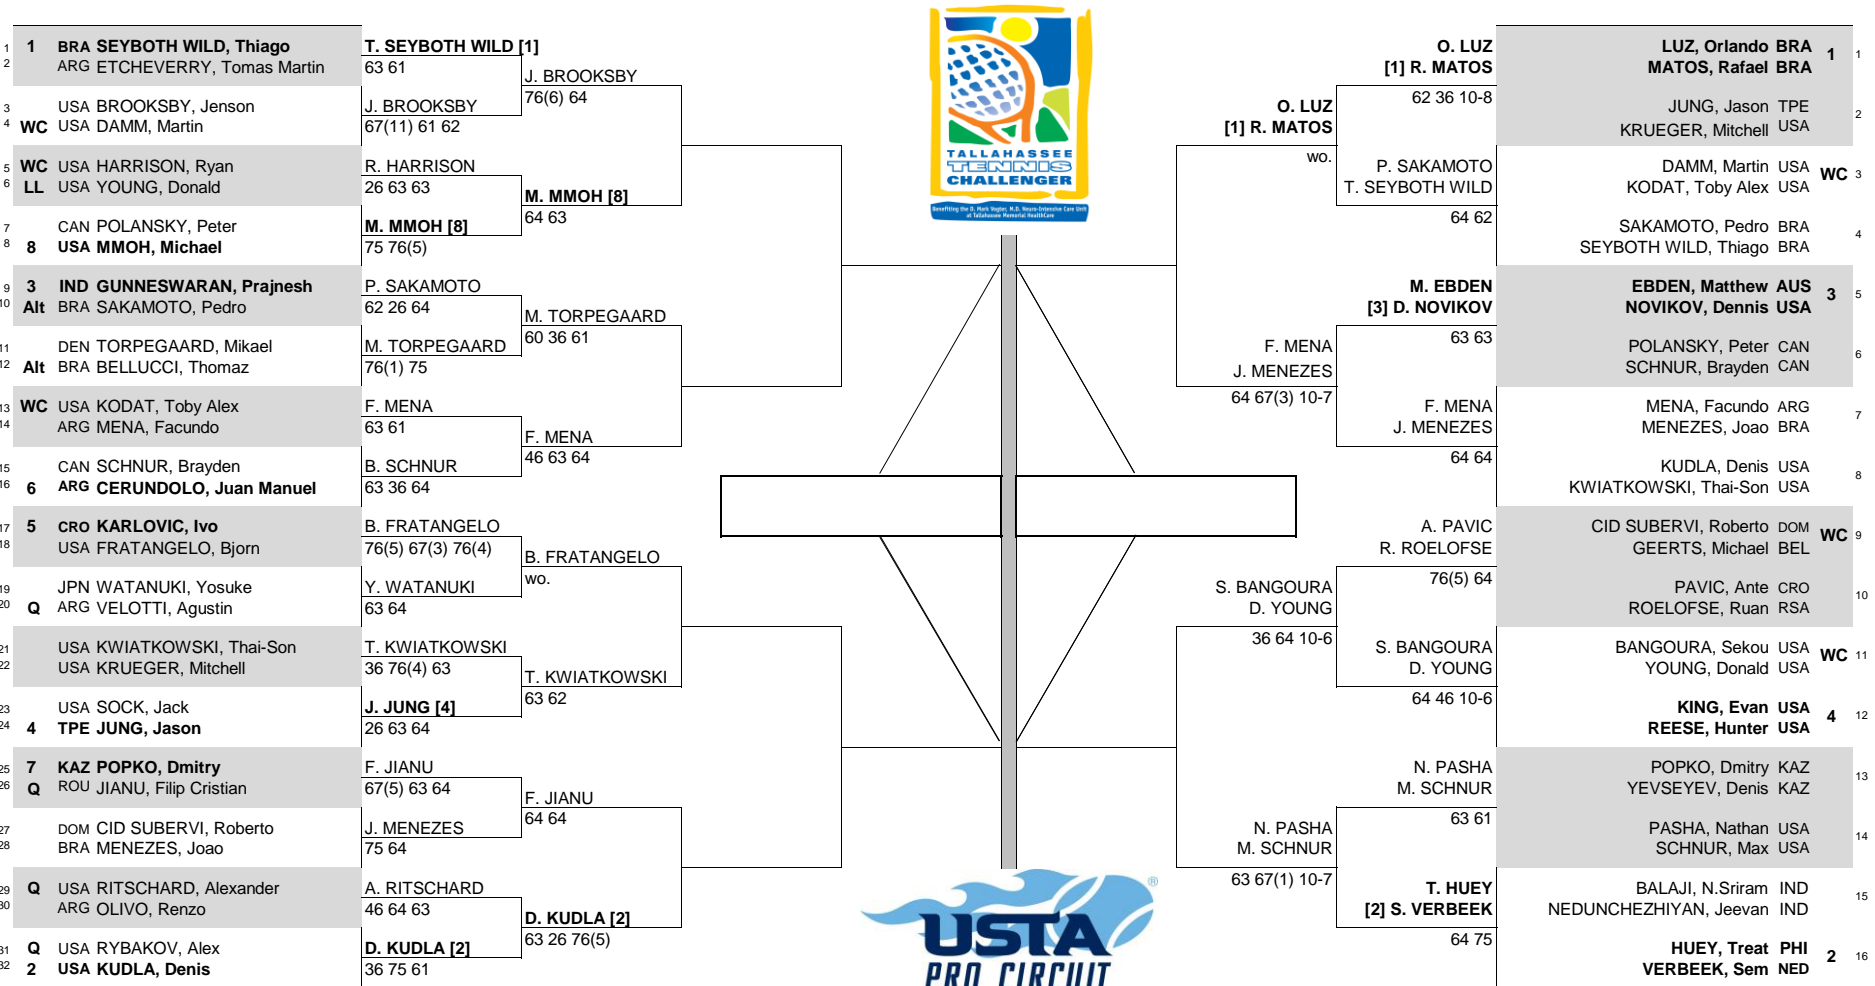 1 1 BRA SEYBOTH WILD, Thiago
2 ARG ETCHEVERRY, Tomas Martin
3 USA BROOKSBY, Jenson
4 WC USA DAMM, Martin
5 WC USA HARRISON, Ryan
6 LL USA YOUNG, Donald
7 CAN POLANSKY, Peter
8 8 USA MMOH, Michael
9 3 IND GUNNESWARAN, Prajnesh
10 Alt BRA SAKAMOTO, Pedro
11 DEN TORPEGAARD, Mikael
12 Alt BRA BELLUCCI, Thomaz
13 WC USA KODAT, Toby Alex
14 ARG MENA, Facundo
15 CAN SCHNUR, Brayden
16 6 ARG CERUNDOLO, Juan Manuel
17 5 CRO KARLOVIC, Ivo
18 USA FRATANGELO, Bjorn
19 JPN WATANUKI, Yosuke
20 Q ARG VELOTTI, Agustin
21 USA KWIATKOWSKI, Thai-Son
22 USA KRUEGER, Mitchell
23 USA SOCK, Jack
24 4 TPE JUNG, Jason
25 7 KAZ POPKO, Dmitry
26 Q ROU JIANU, Filip Cristian
27 DOM CID SUBERVI, Roberto
28 BRA MENEZES, Joao
29 Q USA RITSCHARD, Alexander
30 ARG OLIVO, Renzo
31 Q USA RYBAKOV, Alex
32 2 USA KUDLA, Denis
T. SEYBOTH WILD [1]
63 61
J. BROOKSBY
67(11) 61 62
R. HARRISON
26 63 63
M. MMOH [8]
75 76(5)
P. SAKAMOTO
62 26 64
M. TORPEGAARD
76(1) 75
F. MENA
63 61
B. SCHNUR
63 36 64
B. FRATANGELO
76(5) 67(3) 76(4)
Y. WATANUKI
63 64
T. KWIATKOWSKI
36 76(4) 63
J. JUNG [4]
26 63 64
F. JIANU
67(5) 63 64
J. MENEZES
75 64
A. RITSCHARD
46 64 63
D. KUDLA [2]
36 75 61
J. BROOKSBY
76(6) 64
M. MMOH [8]
64 63
M. TORPEGAARD
60 36 61
F. MENA
46 63 64
B. FRATANGELO
wo.
T. KWIATKOWSKI
63 62
F. JIANU
64 64
D. KUDLA [2]
63 26 76(5)
TALLAHASSEE
TENNIS
CHALLENGER
Benefiting the D. Mark Vogter, M.D. Neuro-Intensive Care Unit
at Tallahassee Memorial HealthCare
USTA
PRO CIRCUIT
®
O. LUZ
[1] R. MATOS
wo.
F. MENA
J. MENEZES
64 67(3) 10-7
S. BANGOURA
D. YOUNG
36 64 10-6
N. PASHA
M. SCHNUR
63 67(1) 10-7
O. LUZ
[1] R. MATOS
62 36 10-8
P. SAKAMOTO
T. SEYBOTH WILD
64 62
M. EBDEN
[3] D. NOVIKOV
63 63
F. MENA
J. MENEZES
64 64
A. PAVIC
R. ROELOFSE
76(5) 64
S. BANGOURA
D. YOUNG
64 46 10-6
N. PASHA
M. SCHNUR
63 61
T. HUEY
[2] S. VERBEEK
64 75
LUZ, Orlando BRA
MATOS, Rafael BRA
1 1
JUNG, Jason TPE
KRUEGER, Mitchell USA
2
DAMM, Martin USA
KODAT, Toby Alex USA
WC 3
SAKAMOTO, Pedro BRA
SEYBOTH WILD, Thiago BRA
4
EBDEN, Matthew AUS
NOVIKOV, Dennis USA
3 5
POLANSKY, Peter CAN
SCHNUR, Brayden CAN
6
MENA, Facundo ARG
MENEZES, Joao BRA
7
KUDLA, Denis USA
KWIATKOWSKI, Thai-Son USA
8
CID SUBERVI, Roberto DOM
GEERTS, Michael BEL
WC 9
PAVIC, Ante CRO
ROELOFSE, Ruan RSA
10
BANGOURA, Sekou USA
YOUNG, Donald USA
WC 11
KING, Evan USA
REESE, Hunter USA
4 12
POPKO, Dmitry KAZ
YEVSEYEV, Denis KAZ
13
PASHA, Nathan USA
SCHNUR, Max USA
14
BALAJI, N.Sriram IND
NEDUNCHEZHIYAN, Jeevan IND
15
HUEY, Treat PHI
VERBEEK, Sem NED
2 16